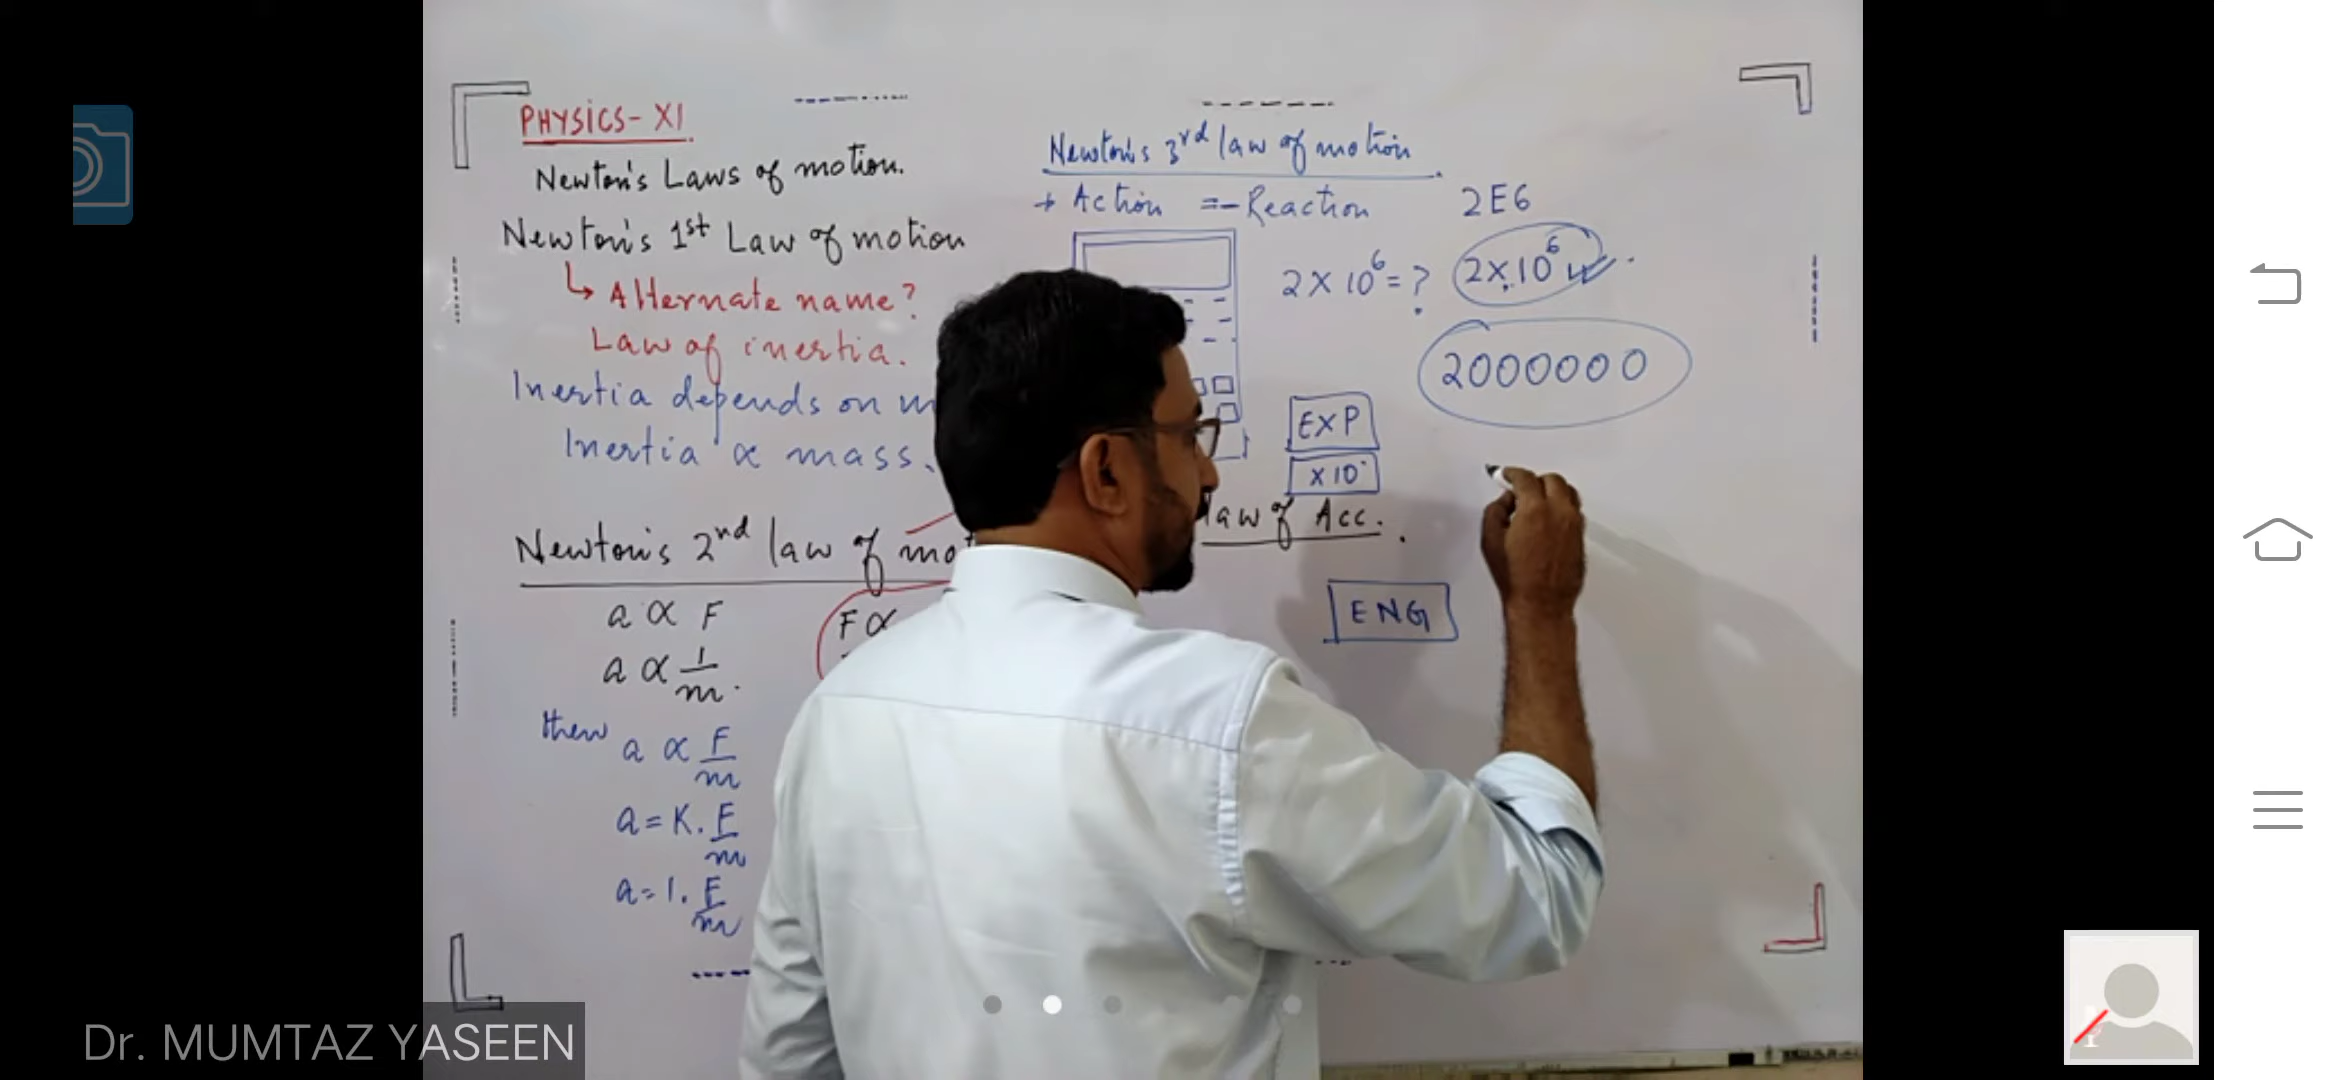 PHYSICS- XI
Newton's Laws of motion.
Newton's 1st Law of motion
↳ Alternate name?
Law of inertia.
Inertia depends on
Inertia ∝ mass.
Newton's 2nd law of
law of Acc.
a ∝ F
a ∝ 1/m.
F ∝
then a ∝ F/m
a = K. F/m
a = 1. F/m
Newton's 3rd law of motion
+ Action = - Reaction
2E6
2 X 10⁶ = ?
2 X 10⁶
2000000
EXP
X 10
ENG
Dr. MUMTAZ YASEEN